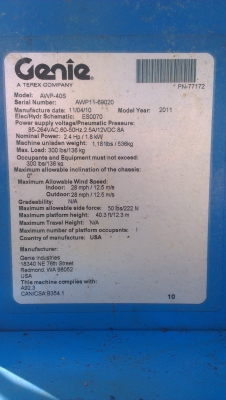 Genie
A TEREX COMPANY
PN-77172
Model: AWP-40S
Serial Number: AWP11-69020
Manufacture date: 11/04/10 Model Year: 2011
Elec/Hydr Schematic: ES0070
Power supply voltage/Pneumatic Pressure:
85-264VAC,60-50Hz,2.5A/12VDC 8A
Nominal Power: 2.4 Hp / 1.8 kW
Machine unladen weight: 1,181lbs / 536kg
Max. Load: 300 lbs/136 kg
Occupants and Equipment must not exceed:
300 lbs/136 kg
Maximum allowable inclination of the chassis:
0°
Maximum Allowable Wind Speed
Indoor: 28 mph / 12.5 m/s
Outdoor: 28 mph / 12.5 m/s
Gradeability: N/A
Maximum allowable side force: 50 lbs/222 N
Maximum platform height: 40.3 ft/12.3 m
Maximum Travel Height: N/A
Maximum number of platform occupants: 1
Country of manufacture: USA
Genie Industries
18340 NE 76th Street
Redmond, WA 98052
USA
This machine complies with:
A92.3
CAN/CSA B354.1
10